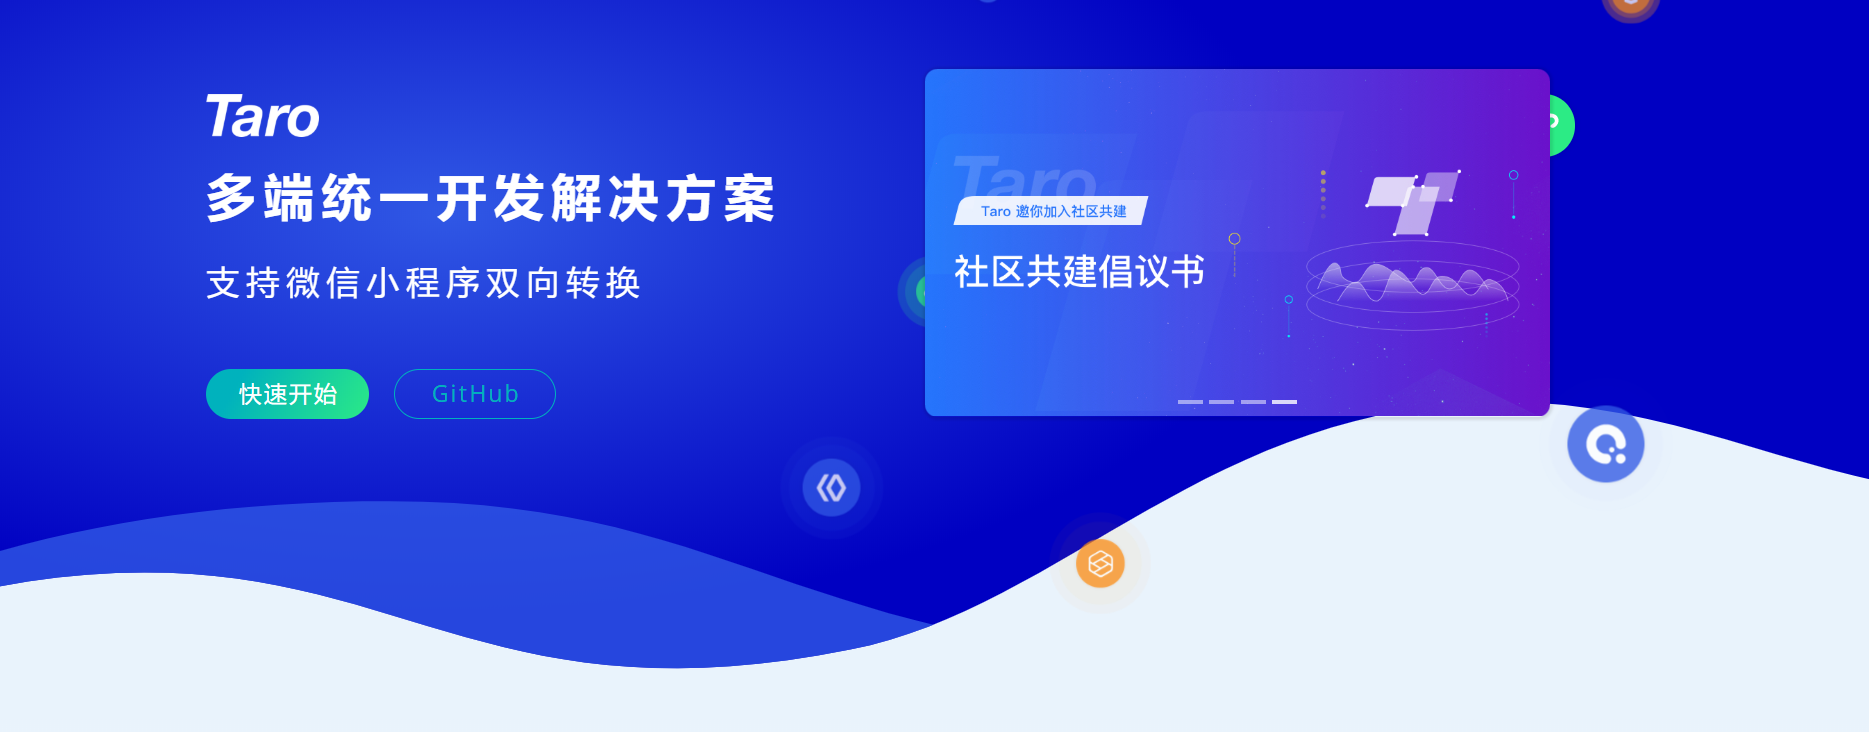 Taro
多端统一开发解决方案
支持微信小程序双向转换
快速开始
GitHub
Taro
Taro 邀你加入社区共建
社区共建倡议书